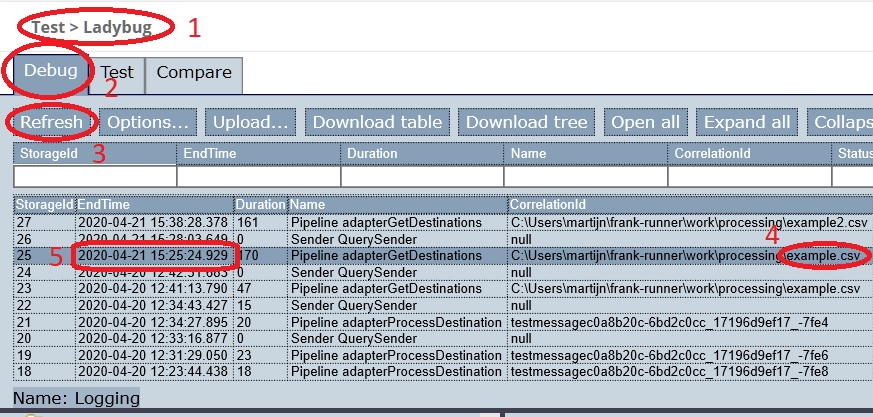 Test > Ladybug 1
Debug Test Compare
2
Refresh Options... Upload... Download table Download tree Open all Expand all Collaps
3
StorageId EndTime Duration Name CorrelationId Status
StorageId EndTime Duration Name CorrelationId
27 2020-04-21 15:38:28.378 161 Pipeline adapterGetDestinations C:\Users\martijn\frank-runner\work\processing\example2.csv
26 2020-04-21 15:28:03.649 0 Sender QuerySender null 4
5 25 2020-04-21 15:25:24.929 170 Pipeline adapterGetDestinations C:\Users\martijn\frank-runner\work\processing\example.csv
24 0 Sender QuerySender null
23 2020-04-20 12:41:13.790 47 Pipeline adapterGetDestinations C:\Users\martijn\frank-runner\work\processing\example.csv
22 2020-04-20 12:34:43.427 15 Sender QuerySender null
21 2020-04-20 12:34:27.895 20 Pipeline adapterProcessDestination testmessagec0a8b20c-6bd2c0cc_17196d9ef17_-7fe4
20 2020-04-20 12:33:16.877 0 Sender QuerySender null
19 2020-04-20 12:31:29.050 23 Pipeline adapterProcessDestination testmessagec0a8b20c-6bd2c0cc_17196d9ef17_-7fe6
18 2020-04-20 12:23:44.438 18 Pipeline adapterProcessDestination testmessagec0a8b20c-6bd2c0cc_17196d9ef17_-7fe8
Name: Logging